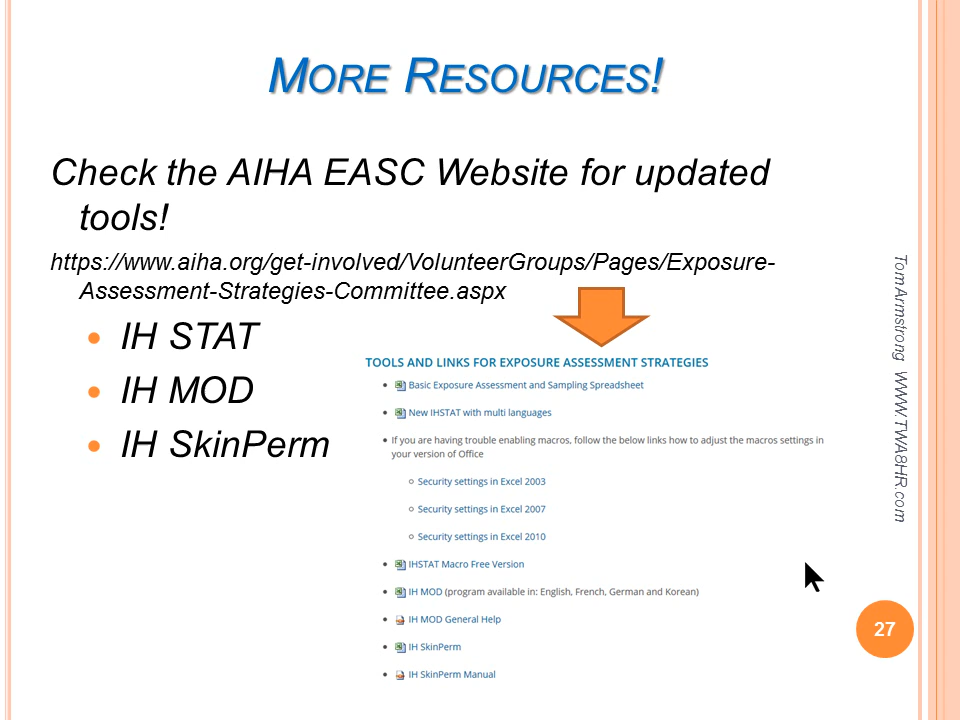 MORE RESOURCES!
Check the AIHA EASC Website for updated
tools!
https://www.aiha.org/get-involved/VolunteerGroups/Pages/Exposure-
Assessment-Strategies-Committee.aspx
IH STAT
IH MOD
IH SkinPerm
TOOLS AND LINKS FOR EXPOSURE ASSESSMENT STRATEGIES
Basic Exposure Assessment and Sampling Spreadsheet
New IHSTAT with multi languages
If you are having trouble enabling macros, follow the below links how to adjust the macros settings in
your version of Office
Security settings in Excel 2003
Security settings in Excel 2007
Security settings in Excel 2010
IHSTAT Macro Free Version
IH MOD (program available in: English, French, German and Korean)
IH MOD General Help
IH SkinPerm
IH SkinPerm Manual
TomArmstrong WWW.TWA8HR.com
27